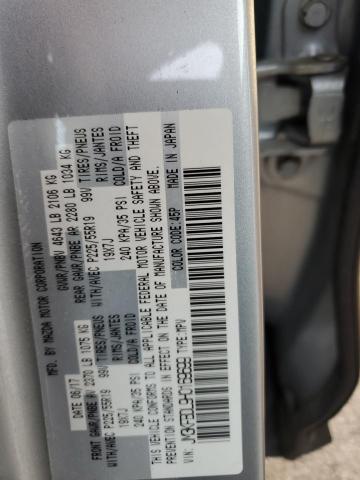 MFD. BY MAZDA MOTOR CORPORATION
DATE 06/17 GVWR/PNBV 4643 LB 2106 KG
FRONT GAWR/PNBE AV 2370 LB 1075 KG REAR GAWR/PNBE AR 2280 LB 1034 KG
WITH/AVEC P225/55R19 99V TIRES/PNEUS WITH/AVEC P225/55R19 99V TIRES/PNEUS
19X7J RIMS/JANTES 19X7J RIMS/JANTES
240 KPA/35 PSI COLD/A FROID 240 KPA/35 PSI COLD/A FROID
THIS VEHICLE CONFORMS TO ALL APPLICABLE FEDERAL MOTOR VEHICLE SAFETY AND THEFT
PREVENTION STANDARDS IN EFFECT ON THE DATE OF MANUFACTURE SHOWN ABOVE.
COLOR/COULEUR: 45P MADE IN JAPAN
VIN: TYPE:MPV